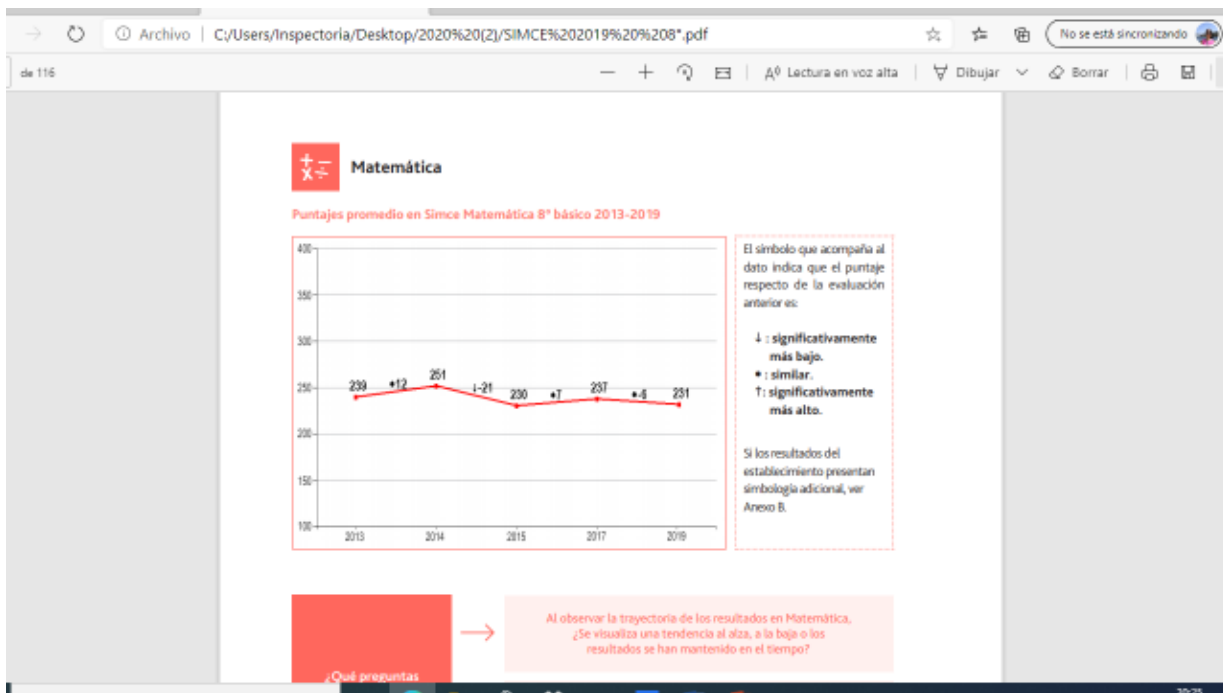 Archivo | C:/Users/Inspectoria/Desktop/2020%20(2)/SIMCE%202019%20%208°.pdf
No se está sincronizando
de 116
Lectura en voz alta
Dibujar
Borrar
Matemática
Puntajes promedio en Simce Matemática 8° básico 2013-2019
400
350
300
250
200
150
100
239 •12 251 ↓-21 230 •7 237 •-6 231
2013 2014 2015 2017 2019
El símbolo que acompaña al
dato indica que el puntaje
respecto de la evaluación
anterior es:
↓ : significativamente
más bajo.
• : similar.
↑: significativamente
más alto.
Si los resultados del
establecimiento presentan
simbología adicional, ver
Anexo B.
Al observar la trayectoria de los resultados en Matemática,
¿Se visualiza una tendencia al alza, a la baja o los
resultados se han mantenido en el tiempo?
¿Qué preguntas